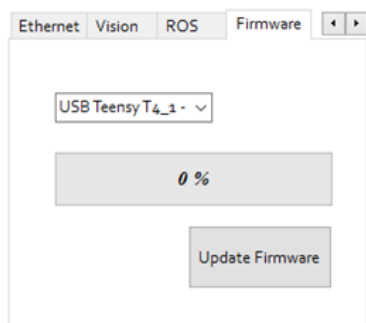 Ethernet Vision ROS Firmware
USB Teensy T4_1 -
0 %
Update Firmware